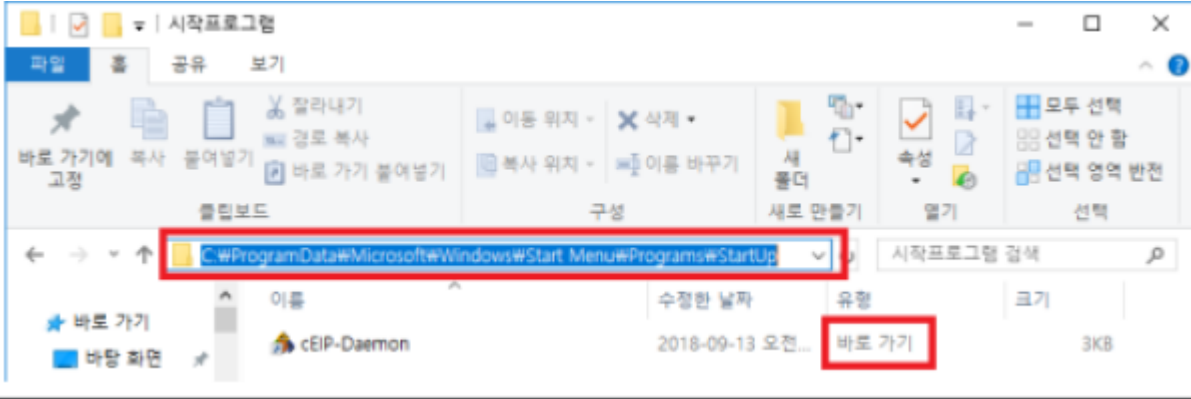 시작프로그램
파일 홈 공유 보기
바로 가기에 고정
복사
붙여넣기
잘라내기
경로 복사
바로 가기 붙여넣기
클립보드
이동 위치
복사 위치
삭제
이름 바꾸기
구성
새 폴더
새로 만들기
속성
열기
모두 선택
선택 안 함
선택 영역 반전
선택
C:₩ProgramData₩Microsoft₩Windows₩Start Menu₩Programs₩StartUp
시작프로그램 검색
바로 가기
바탕 화면
이름 수정한 날짜 유형 크기
cEIP-Daemon 2018-09-13 오전... 바로 가기 3KB